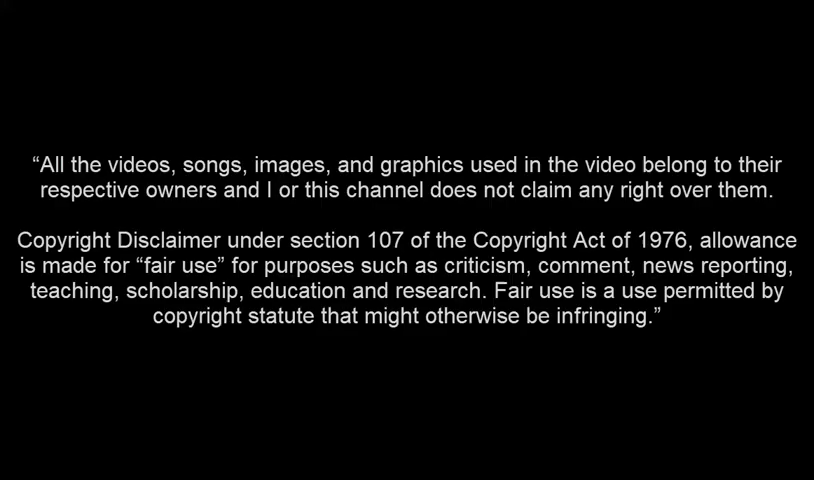 “All the videos, songs, images, and graphics used in the video belong to their
respective owners and I or this channel does not claim any right over them.
Copyright Disclaimer under section 107 of the Copyright Act of 1976, allowance
is made for “fair use” for purposes such as criticism, comment, news reporting,
teaching, scholarship, education and research. Fair use is a use permitted by
copyright statute that might otherwise be infringing.”